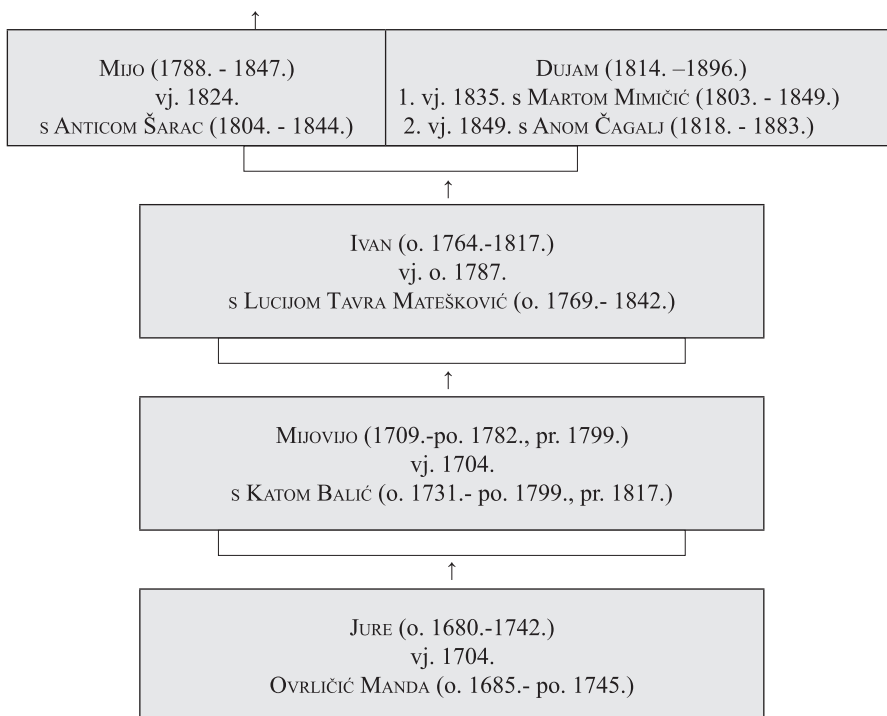 ↑
Mijo (1788. - 1847.)
vj. 1824.
s Anticom Šarac (1804. - 1844.)
Dujam (1814. –1896.)
1. vj. 1835. s Martom Mimičić (1803. - 1849.)
2. vj. 1849. s Anom Čagalj (1818. - 1883.)
↑
Ivan (o. 1764.-1817.)
vj. o. 1787.
s Lucijom Tavra Matešković (o. 1769.- 1842.)
↑
Mijovijo (1709.-po. 1782., pr. 1799.)
vj. 1704.
s Katom Balić (o. 1731.- po. 1799., pr. 1817.)
↑
Jure (o. 1680.-1742.)
vj. 1704.
Ovrličić Manda (o. 1685.- po. 1745.)